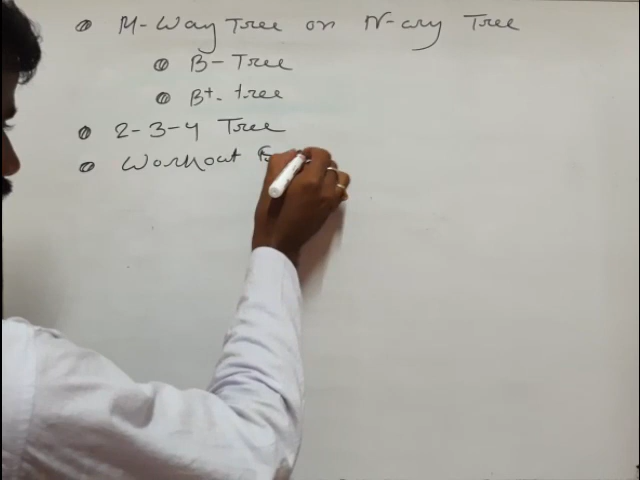 M-Way Tree or N-ary Tree
B-Tree
B+-tree
2-3-4 Tree
Workout